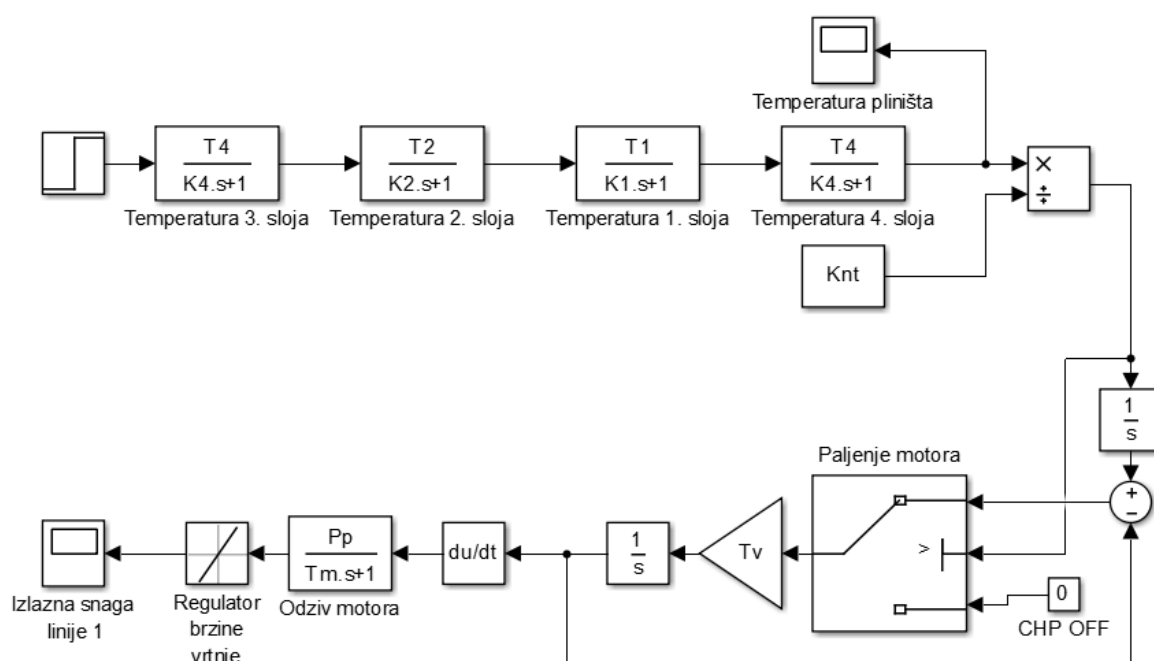 Temperatura pliništa
T4
K4.s+1
Temperatura 3. sloja
T2
K2.s+1
Temperatura 2. sloja
T1
K1.s+1
Temperatura 1. sloja
T4
K4.s+1
Temperatura 4. sloja
×
÷
Knt
1
s
Paljenje motora
+
−
>
0
CHP OFF
Tv
1
s
du/dt
Pp
Tm.s+1
Odziv motora
Regulator
brzine
vrtnje
Izlazna snaga
linije 1